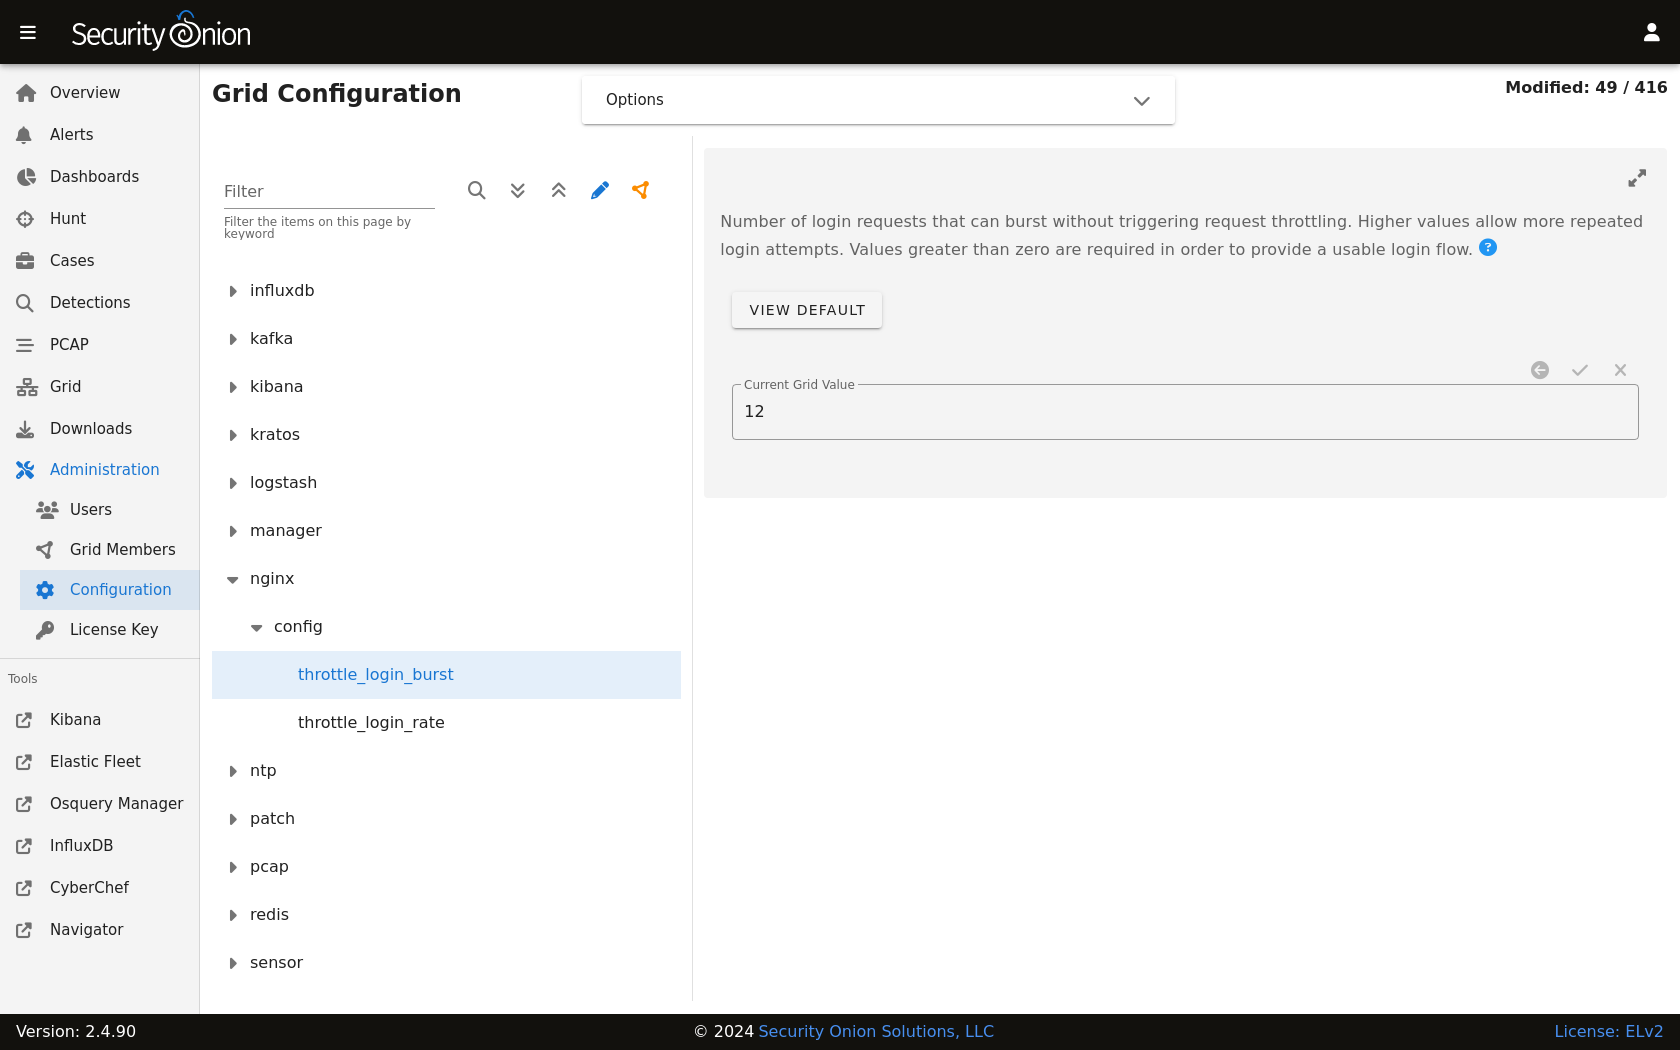 Security Onion
Overview
Alerts
Dashboards
Hunt
Cases
Detections
PCAP
Grid
Downloads
Administration
Users
Grid Members
Configuration
License Key
Tools
Kibana
Elastic Fleet
Osquery Manager
InfluxDB
CyberChef
Navigator
Grid Configuration
Options
Modified: 49 / 416
Filter
Filter the items on this page by
keyword
influxdb
kafka
kibana
kratos
logstash
manager
nginx
config
throttle_login_burst
throttle_login_rate
ntp
patch
pcap
redis
sensor
Number of login requests that can burst without triggering request throttling. Higher values allow more repeated
login attempts. Values greater than zero are required in order to provide a usable login flow. ?
VIEW DEFAULT
Current Grid Value
12
Version: 2.4.90
© 2024 Security Onion Solutions, LLC
License: ELv2